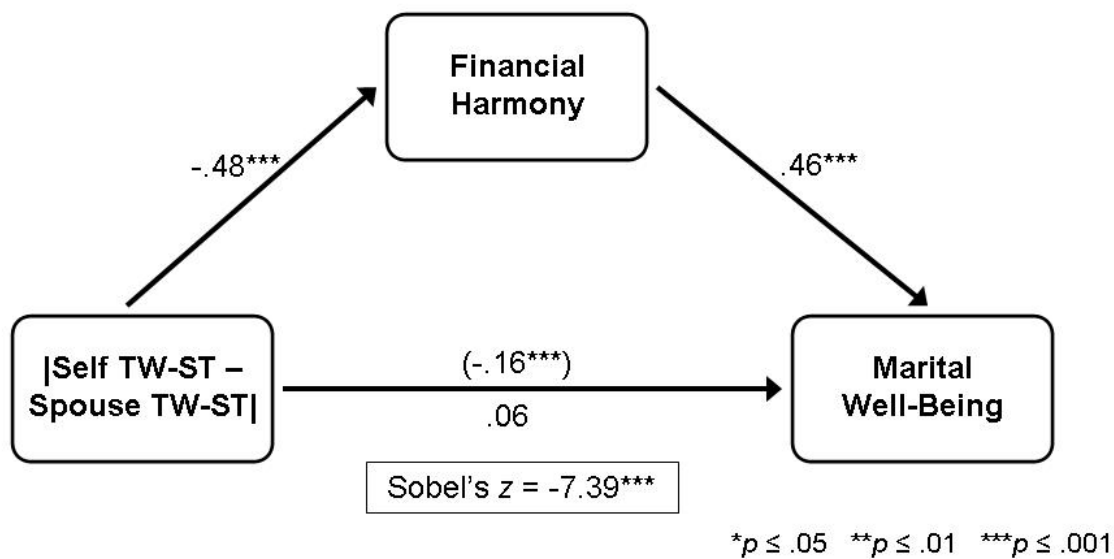 Financial
Harmony
-.48***
.46***
|Self TW-ST –
Spouse TW-ST|
(-.16***)
.06
Marital
Well-Being
Sobel’s z = -7.39***
*p ≤ .05 **p ≤ .01 ***p ≤ .001